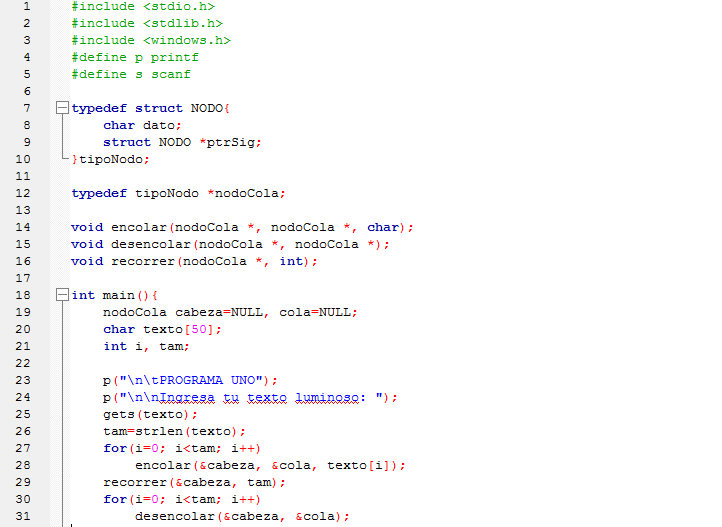 1 #include <stdio.h>
2 #include <stdlib.h>
3 #include <windows.h>
4 #define p printf
5 #define s scanf
6
7 typedef struct NODO{
8 char dato;
9 struct NODO *ptrSig;
10 }tipoNodo;
11
12 typedef tipoNodo *nodoCola;
13
14 void encolar(nodoCola *, nodoCola *, char);
15 void desencolar(nodoCola *, nodoCola *);
16 void recorrer(nodoCola *, int);
17
18 int main(){
19 nodoCola cabeza=NULL, cola=NULL;
20 char texto[50];
21 int i, tam;
22
23 p("\n\tPROGRAMA UNO");
24 p("\n\nIngresa tu texto luminoso: ");
25 gets(texto);
26 tam=strlen(texto);
27 for(i=0; i<tam; i++)
28 encolar(&cabeza, &cola, texto[i]);
29 recorrer(&cabeza, tam);
30 for(i=0; i<tam; i++)
31 desencolar(&cabeza, &cola);